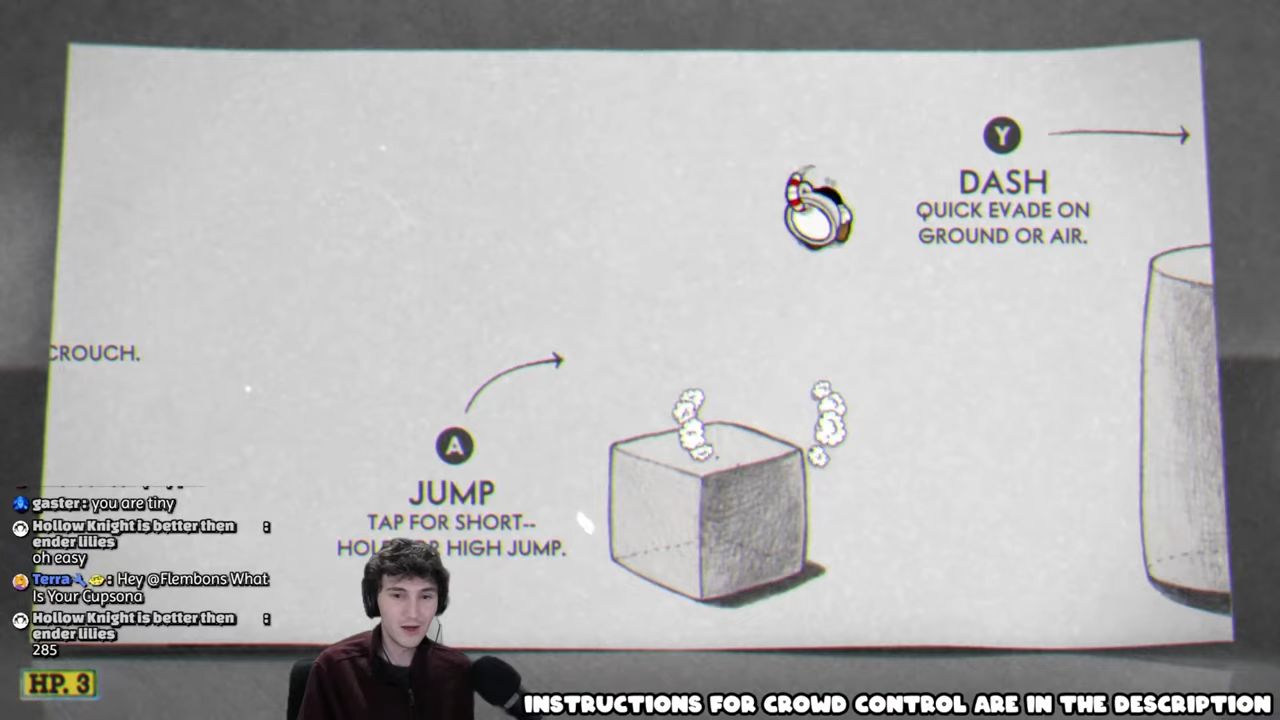 Y
DASH
QUICK EVADE ON
GROUND OR AIR.
CROUCH.
A
JUMP
TAP FOR SHORT--
HOLD FOR HIGH JUMP.
gaster: you are tiny
Hollow Knight is better then :
ender lilies
oh easy
Terra: Hey @Flembons What
Is Your Cupsona
Hollow Knight is better then :
ender lilies
285
HP. 3
INSTRUCTIONS FOR CROWD CONTROL ARE IN THE DESCRIPTION